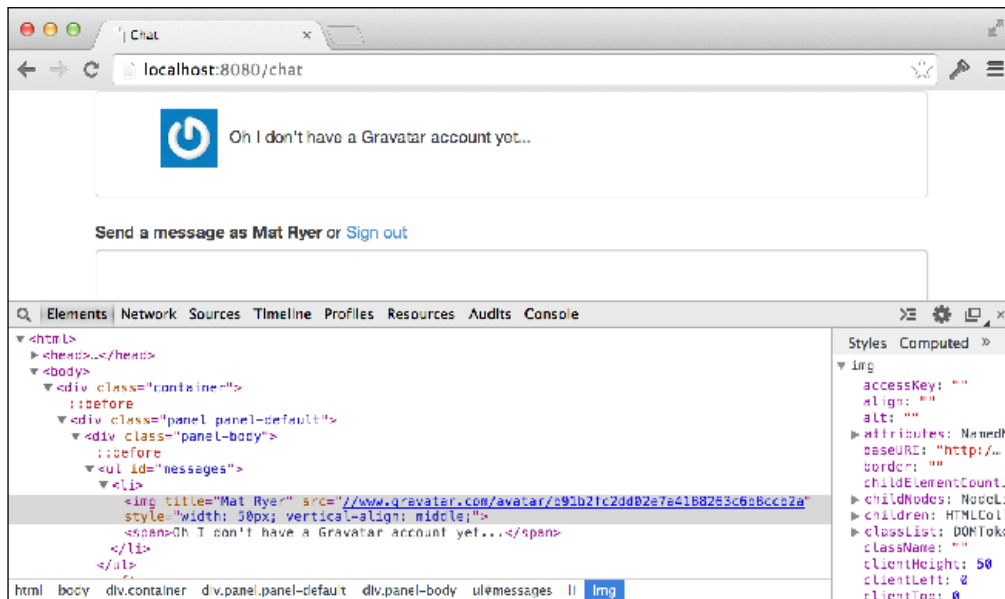 Chat ×
localhost:8080/chat
Oh I don't have a Gravatar account yet...
Send a message as Mat Ryer or Sign out
Elements Network Sources Timeline Profiles Resources Audits Console
Styles Computed »
<html>
<head>…</head>
<body>
<div class="container">
::before
<div class="panel panel-default">
<div class="panel-body">
::before
<ul id="messages">
<li>
<img title="Mat Ryer" src="//www.gravatar.com/avatar/
style="width: 50px; vertical-align: middle;">
<span>Oh I don't have a Gravatar account yet...</span>
</li>
</ul>
html body div.container div.panel.panel-default div.panel-body ul#messages li img
img
accessKey: ""
align: ""
alt: ""
attributes: NamedN
baseURI: "http:/…
border: ""
childElementCount.
childNodes: NodeLi
children: HTMLColl
classList: DOMToke
className: ""
clientHeight: 50
clientLeft: 0
clientTop: 0